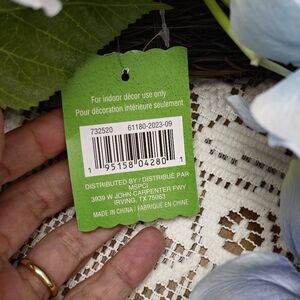 For indoor décor use only
Pour décoration intérieure seulement
732520 61180-2023-09
1 95158 04280 1
DISTRIBUTED BY / DISTRIBUÉ PAR
MSPCI
3939 W JOHN CARPENTER FWY
IRVING, TX 75063
MADE IN CHINA / FABRIQUÉ EN CHINE